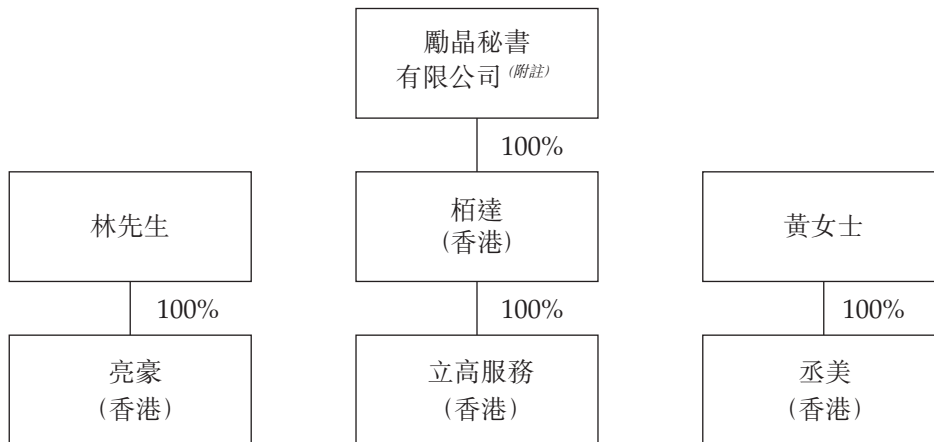 勵晶秘書
有限公司(附註)
100%
林先生
栢達
(香港)
黃女士
100%
100%
100%
亮豪
(香港)
立高服務
(香港)
丞美
(香港)